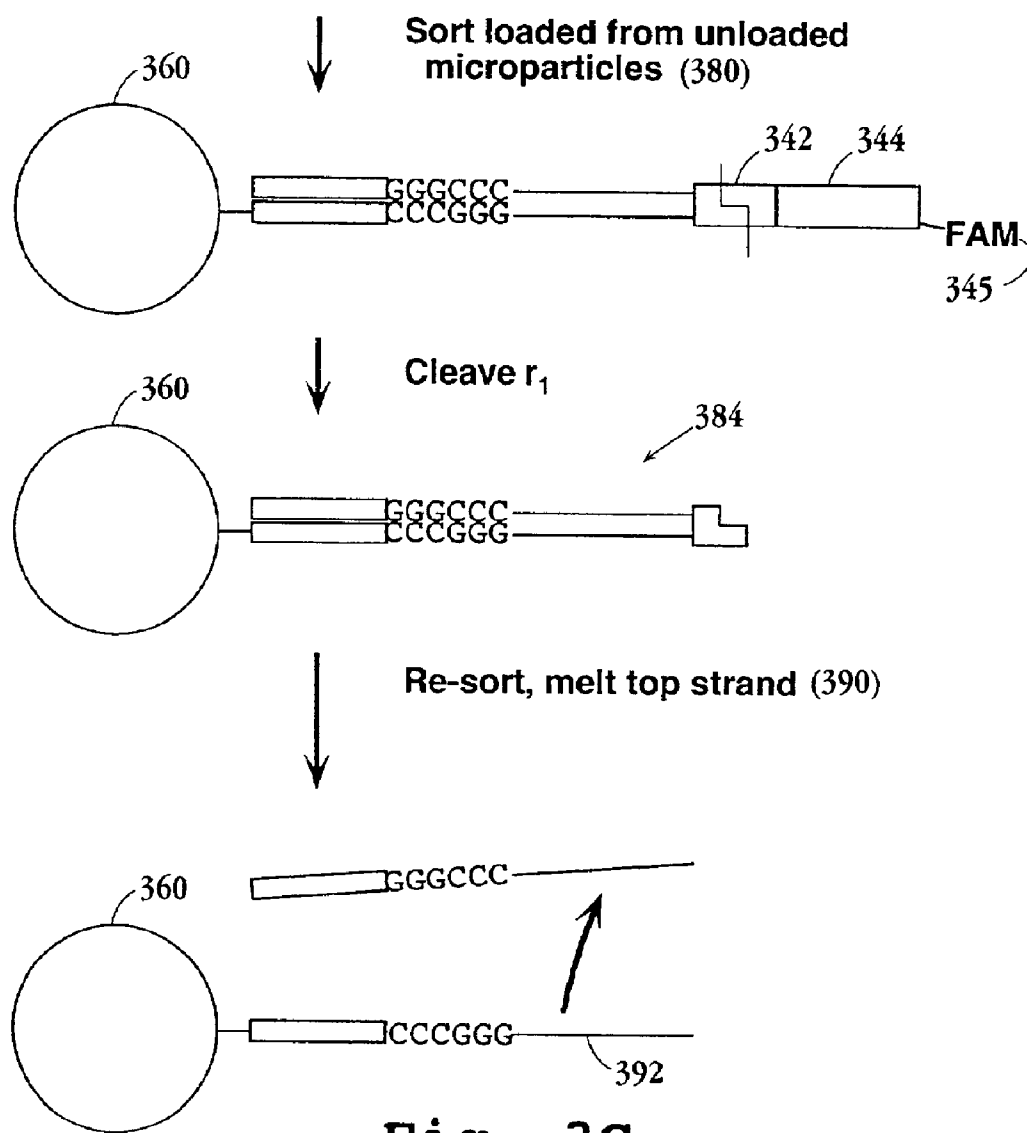 Sort loaded from unloaded
microparticles (380)
360
342
344
GGGCCC
CCCGGG
FAM
345
Cleave r₁
360
384
GGGCCC
CCCGGG
Re-sort, melt top strand (390)
GGGCCC
360
CCCGGG
392